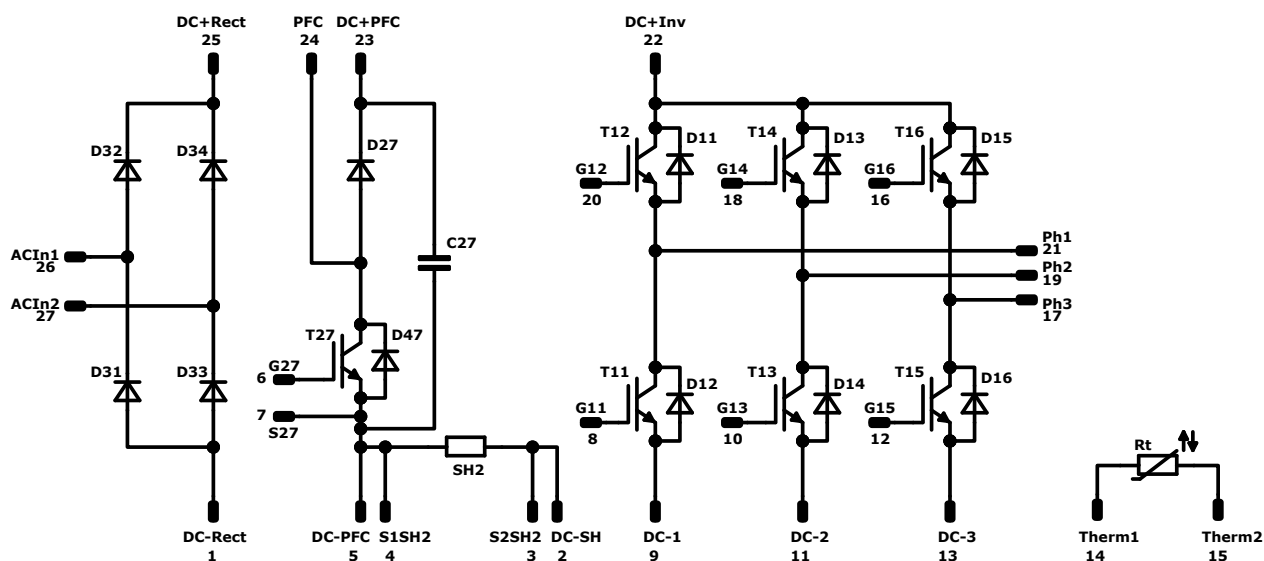 DC+Rect
25
PFC
24
DC+PFC
23
DC+Inv
22
D32
D34
D27
T12
D11
T14
D13
T16
D15
G12
20
G14
18
G16
16
ACIn1
26
ACIn2
27
C27
Ph1
21
Ph2
19
Ph3
17
T27
D47
G27
6
7
S27
D31
D33
T11
D12
T13
D14
T15
D16
G11
8
G13
10
G15
12
SH2
Rt
DC-Rect
1
DC-PFC
5
S1SH2
4
S2SH2
3
DC-SH
2
DC-1
9
DC-2
11
DC-3
13
Therm1
14
Therm2
15